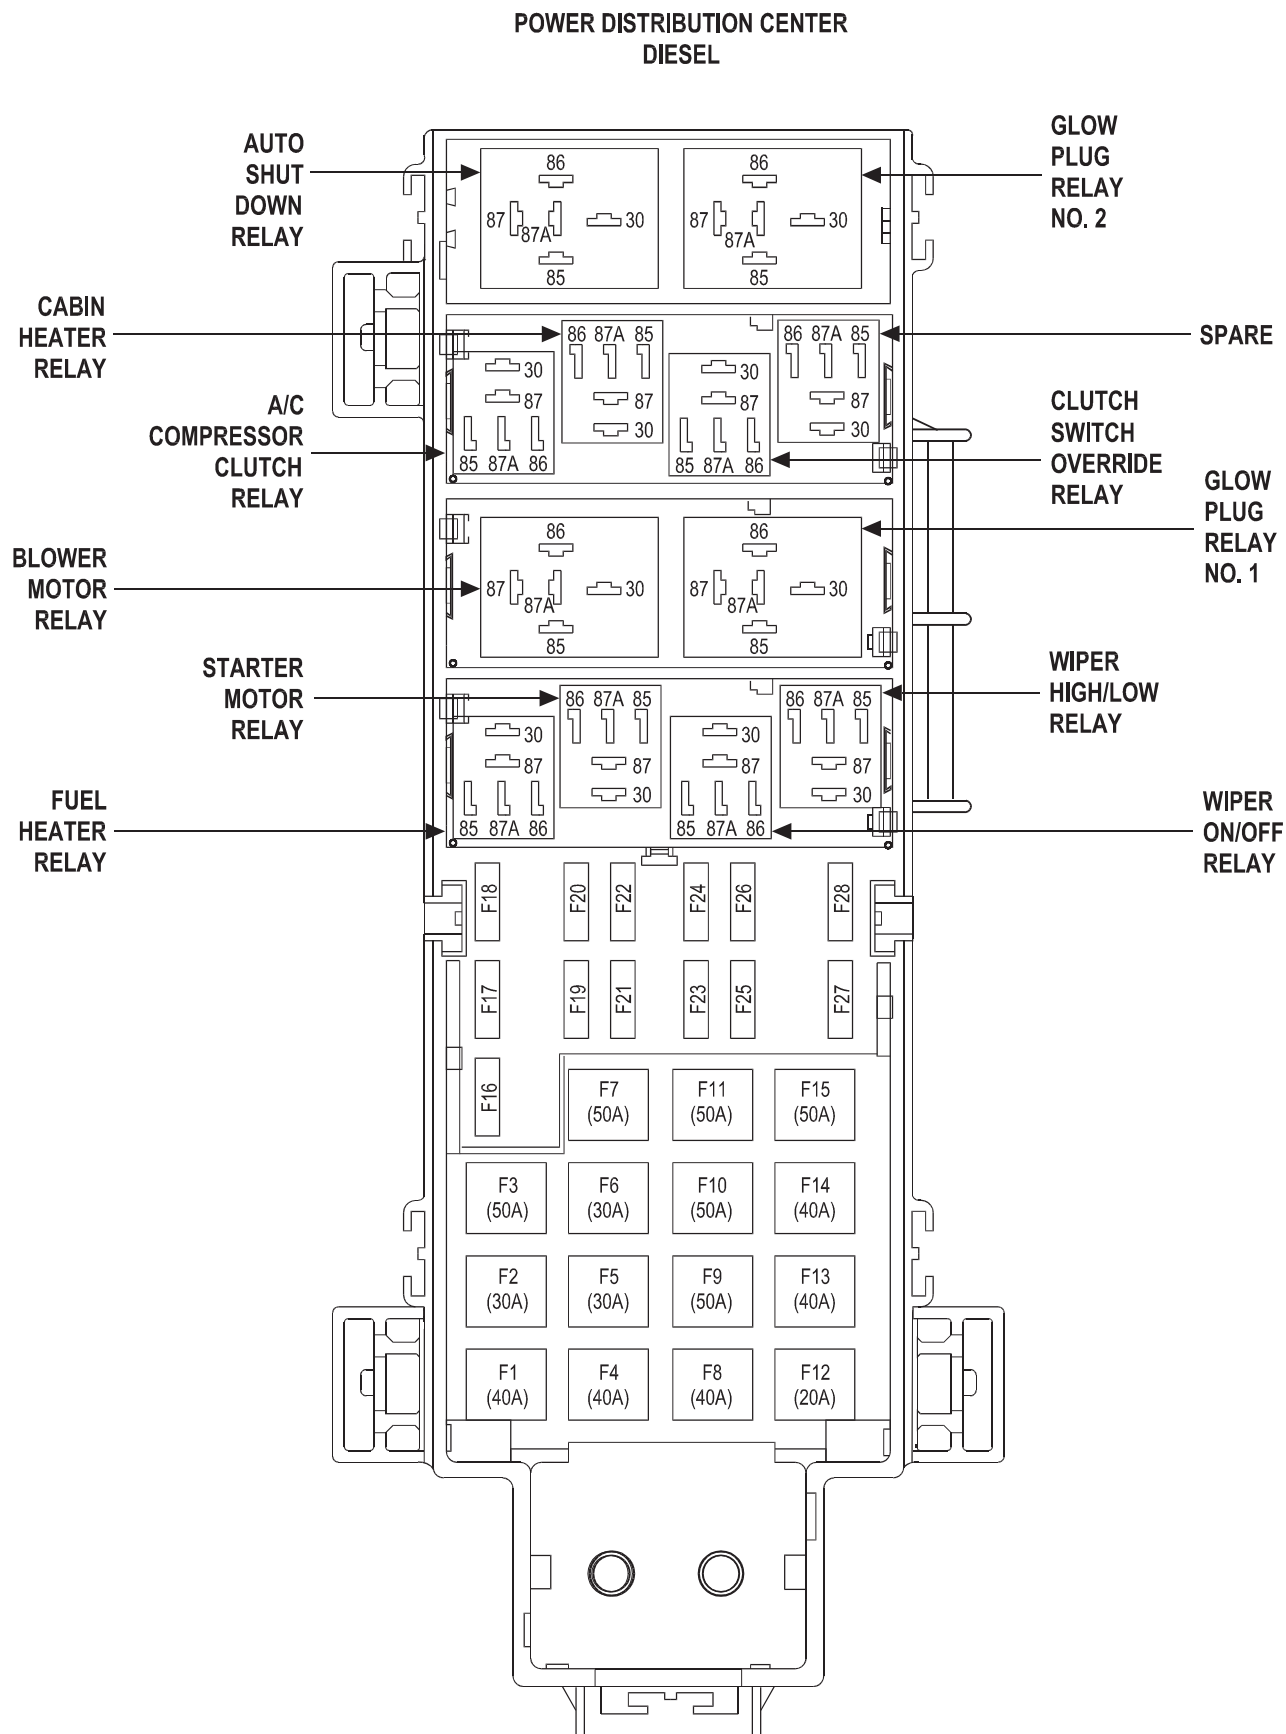 POWER DISTRIBUTION CENTER
DIESEL
AUTO
SHUT
DOWN
RELAY
GLOW
PLUG
RELAY
NO. 2
86
87
87A
30
85
86
87
87A
30
85
CABIN
HEATER
RELAY
SPARE
A/C
COMPRESSOR
CLUTCH
RELAY
CLUTCH
SWITCH
OVERRIDE
RELAY
86 87A 85
87
30
30
87
85 87A 86
86 87A 85
87
30
30
87
85 87A 86
BLOWER
MOTOR
RELAY
GLOW
PLUG
RELAY
NO. 1
86
87
87A
30
85
86
87
87A
30
85
STARTER
MOTOR
RELAY
WIPER
HIGH/LOW
RELAY
FUEL
HEATER
RELAY
WIPER
ON/OFF
RELAY
86 87A 85
87
30
30
87
85 87A 86
86 87A 85
87
30
30
87
85 87A 86
F18
F20
F22
F24
F26
F28
F17
F19
F21
F23
F25
F27
F16
F7
(50A)
F11
(50A)
F15
(50A)
F3
(50A)
F6
(30A)
F10
(50A)
F14
(40A)
F2
(30A)
F5
(30A)
F9
(50A)
F13
(40A)
F1
(40A)
F4
(40A)
F8
(40A)
F12
(20A)